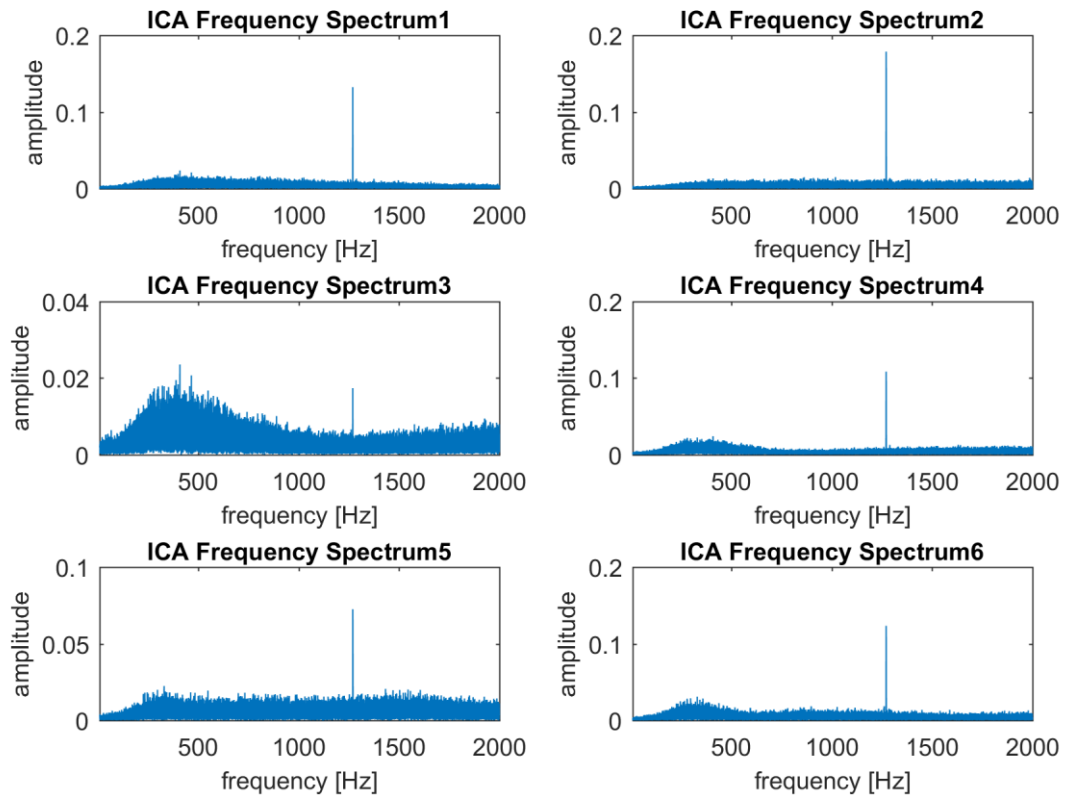 ICA Frequency Spectrum1
0.2
0.1
0
amplitude
500 1000 1500 2000
frequency [Hz]
ICA Frequency Spectrum2
0.2
0.1
0
amplitude
500 1000 1500 2000
frequency [Hz]
ICA Frequency Spectrum3
0.04
0.02
0
amplitude
500 1000 1500 2000
frequency [Hz]
ICA Frequency Spectrum4
0.2
0.1
0
amplitude
500 1000 1500 2000
frequency [Hz]
ICA Frequency Spectrum5
0.1
0.05
0
amplitude
500 1000 1500 2000
frequency [Hz]
ICA Frequency Spectrum6
0.2
0.1
0
amplitude
500 1000 1500 2000
frequency [Hz]